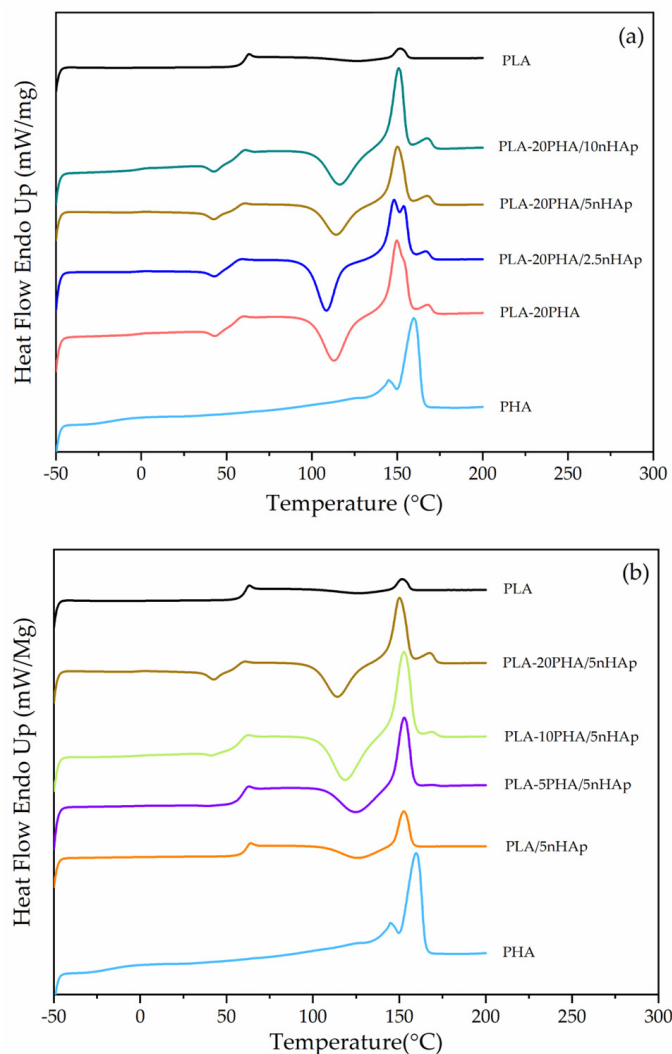 (a)
PLA
PLA-20PHA/10nHAp
PLA-20PHA/5nHAp
PLA-20PHA/2.5nHAp
PLA-20PHA
PHA
Heat Flow Endo Up (mW/mg)
-50 0 50 100 150 200 250 300
Temperature (°C)
(b)
PLA
PLA-20PHA/5nHAp
PLA-10PHA/5nHAp
PLA-5PHA/5nHAp
PLA/5nHAp
PHA
Heat Flow Endo Up (mW/Mg)
-50 0 50 100 150 200 250 300
Temperature(°C)